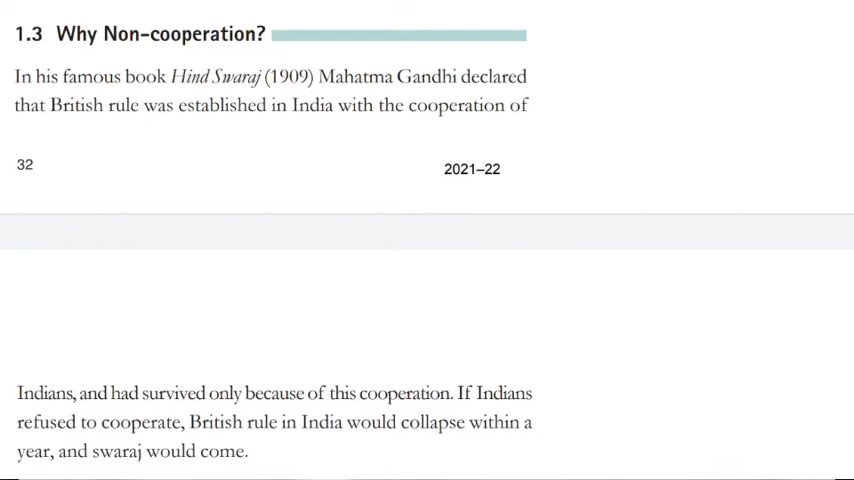 1.3 Why Non-cooperation?
In his famous book Hind Swaraj (1909) Mahatma Gandhi declared
that British rule was established in India with the cooperation of
32
2021–22
Indians, and had survived only because of this cooperation. If Indians
refused to cooperate, British rule in India would collapse within a
year, and swaraj would come.